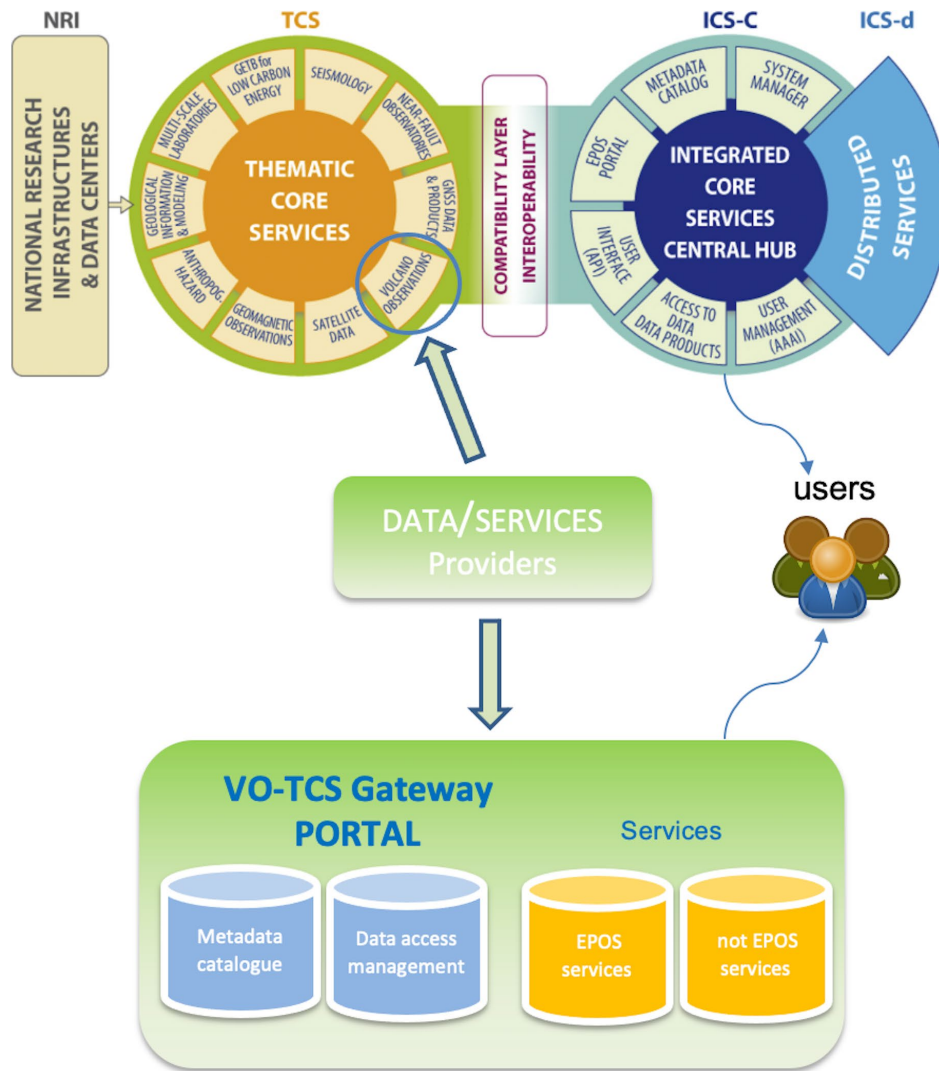 NRI
TCS
ICS-C
ICS-d
NATIONAL RESEARCH
INFRASTRUCTURES
& DATA CENTERS
THEMATIC
CORE
SERVICES
GETB for
LOW CARBON
ENERGY
SEISMOLOGY
NEAR-FAULT
OBSERVATORIES
GNSS DATA
& PRODUCTS
VOLCANO
OBSERVATIONS
SATELLITE
DATA
GEOMAGNETIC
OBSERVATIONS
ANTHROPOG.
HAZARD
GEOLOGICAL
INFORMATION
& MODELING
MULTI-SCALE
LABORATORIES
COMPATIBILITY LAYER
INTEROPERABILITY
INTEGRATED
CORE
SERVICES
CENTRAL HUB
METADATA
CATALOG
SYSTEM
MANAGER
EPOS
PORTAL
USER
INTERFACE
(API)
ACCESS TO
DATA
DATA PRODUCTS
USER
MANAGEMENT
(AAAI)
DISTRIBUTED
SERVICES
DATA/SERVICES
Providers
users
VO-TCS Gateway
PORTAL
Services
Metadata
catalogue
Data access
management
EPOS
services
not EPOS
services